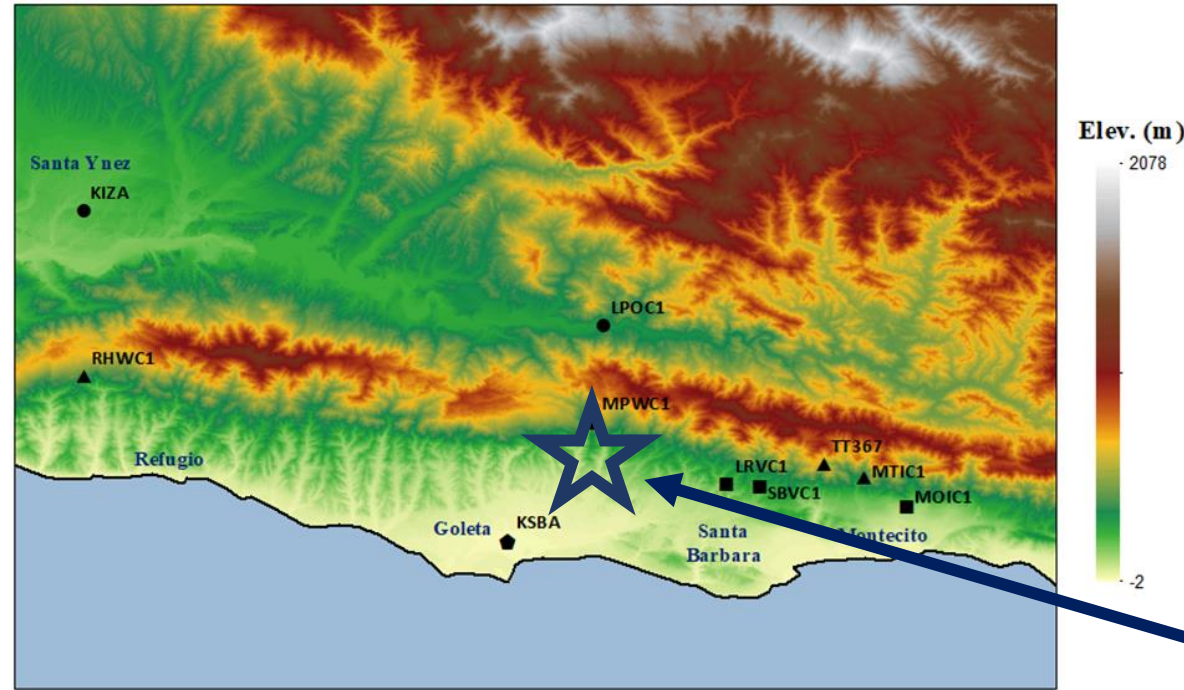 Elev. (m)
2078
Santa Ynez
KIZA
LPOC1
RHWC1
MPWC1
TT367
Refugio
LRVC1
MTIC1
SBVC1
MOIC1
Goleta
KSBA
Santa
Barbara
Montecito
-2